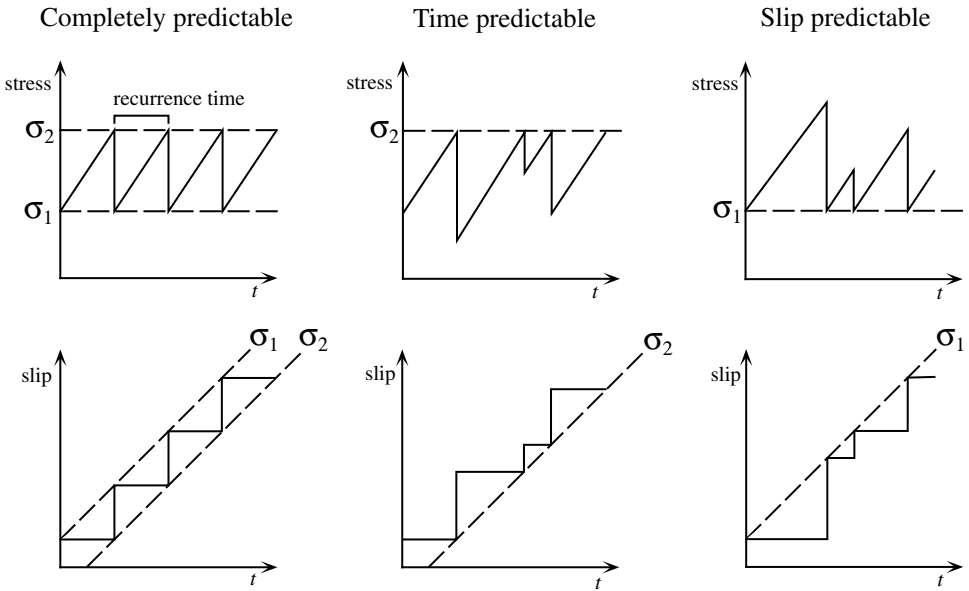 Completely predictable
Time predictable
Slip predictable
stress
recurrence time
σ₂
σ₁
t
stress
σ₂
t
stress
σ₁
t
slip
σ₁
σ₂
t
slip
σ₂
t
slip
σ₁
t